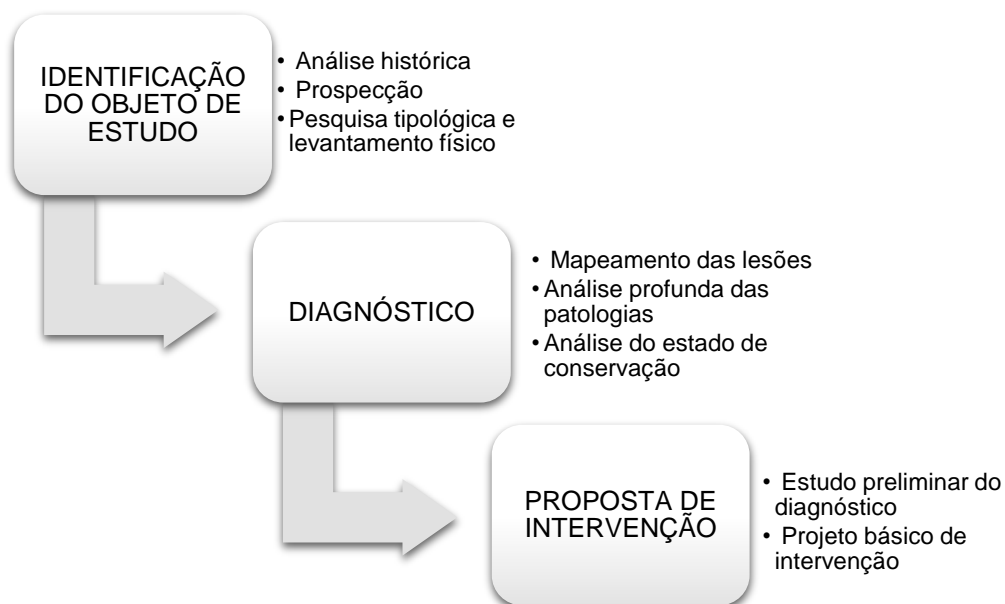 IDENTIFICAÇÃO
DO OBJETO DE
ESTUDO
• Análise histórica
• Prospecção
• Pesquisa tipológica e
levantamento físico
DIAGNÓSTICO
• Mapeamento das lesões
• Análise profunda das
patologias
• Análise do estado de
conservação
PROPOSTA DE
INTERVENÇÃO
• Estudo preliminar do
diagnóstico
• Projeto básico de
intervenção